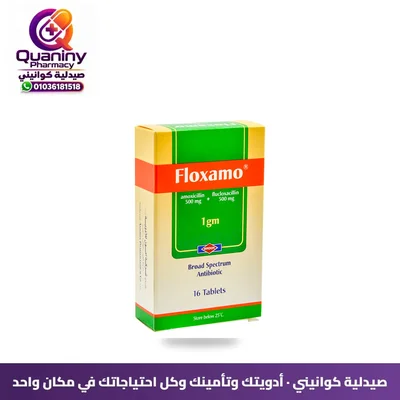 Quaniny
Pharmacy
صيدلية كوانيني
01036181518
Floxamo®
amoxicillin + flucloxacillin
500 mg 500 mg
1gm
Broad Spectrum
Antibiotic
16 Tablets
Store below 25°C
صيدلية كوانيني - أدويتك وتأمينك وكل احتياجاتك في مكان واحد